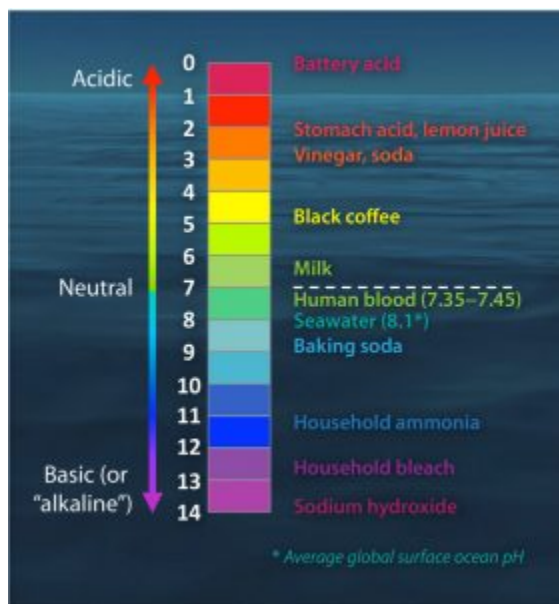 Acidic
Neutral
Basic (or
“alkaline”)
0
1
2
3
4
5
6
7
8
9
10
11
12
13
14
Battery acid
Stomach acid, lemon juice
Vinegar, soda
Black coffee
Milk
Human blood (7.35–7.45)
Seawater (8.1*)
Baking soda
Household ammonia
Household bleach
Sodium hydroxide
* Average global surface ocean pH